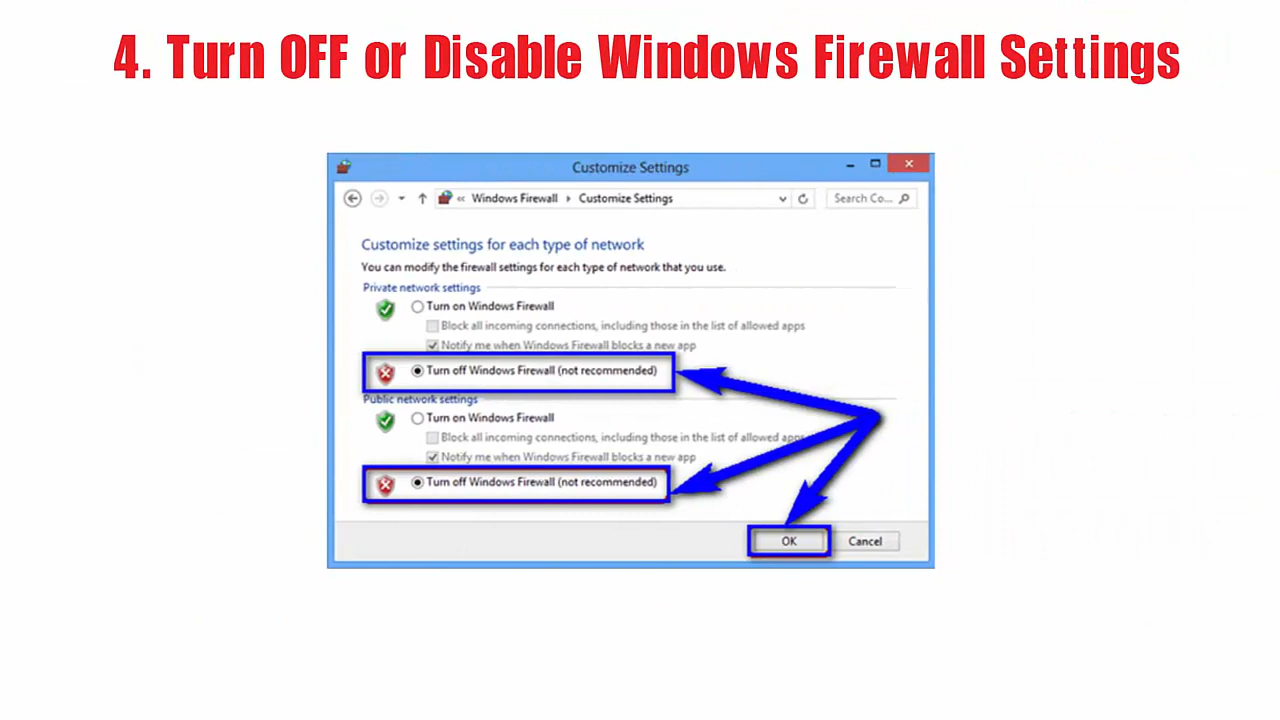 4. Turn OFF or Disable Windows Firewall Settings
Customize Settings
« Windows Firewall Customize Settings Search Co...
Customize settings for each type of network
You can modify the firewall settings for each type of network that you use.
Private network settings
Turn on Windows Firewall
Block all incoming connections, including those in the list of allowed apps
Notify me when Windows Firewall blocks a new app
Turn off Windows Firewall (not recommended)
Public network settings
Turn on Windows Firewall
Block all incoming connections, including those in the list of allowed apps
Notify me when Windows Firewall blocks a new app
Turn off Windows Firewall (not recommended)
OK Cancel